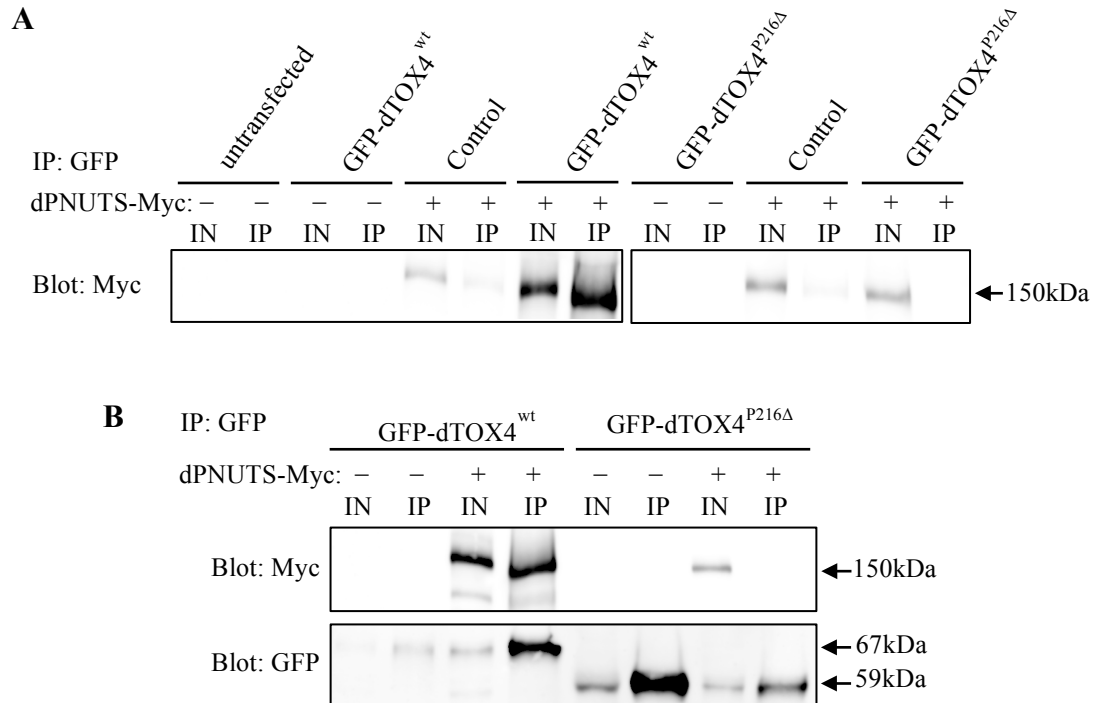 A
untransfected GFP-dTOX4wt Control GFP-dTOX4wt GFP-dTOX4P216Δ Control GFP-dTOX4P216Δ
IP: GFP
dPNUTS-Myc: – – – – + + + + – – + + + +
IN IP IN IP IN IP IN IP IN IP IN IP IN IP
Blot: Myc 150kDa
B IP: GFP GFP-dTOX4wt GFP-dTOX4P216Δ
dPNUTS-Myc: – – + + – – + +
IN IP IN IP IN IP IN IP
Blot: Myc 150kDa
67kDa
Blot: GFP
59kDa